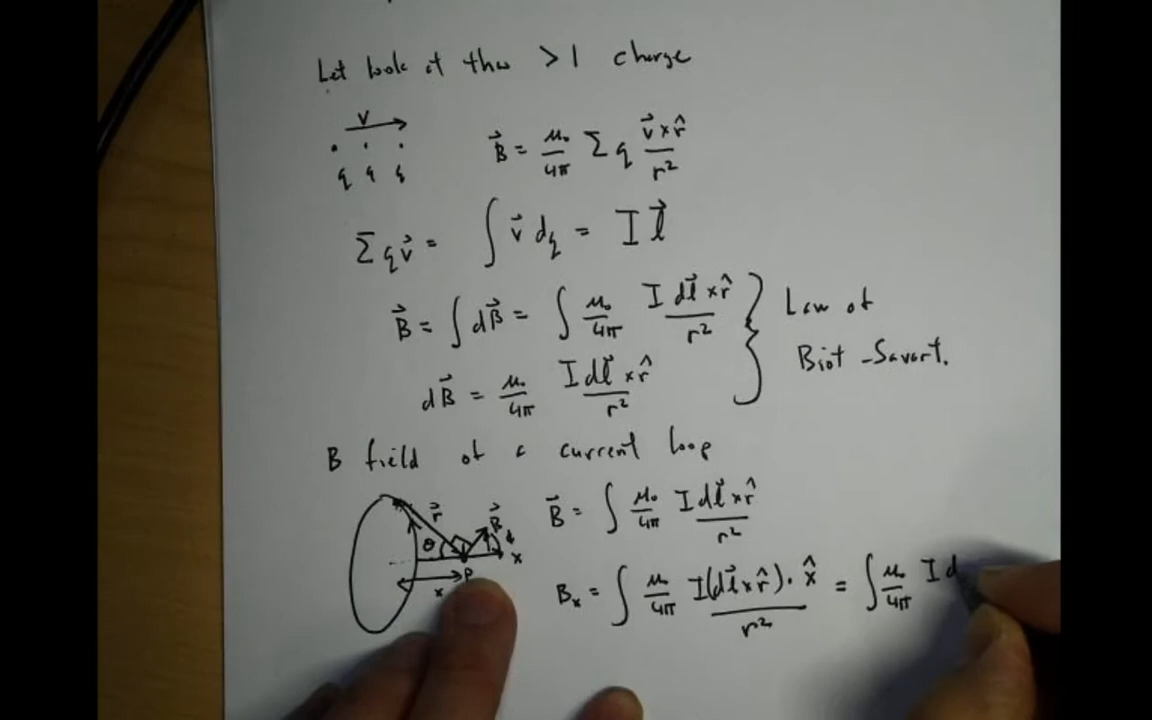 Let look at thw > 1 charge
V
q q q
B⃗ = μ₀/4π Σ q v⃗ × r̂ / r²
Σ q v⃗ = ∫ v⃗ dq = I l⃗
B⃗ = ∫ dB⃗ = ∫ μ₀/4π I dl⃗ × r̂ / r²
Law of
Biot-Savart.
dB⃗ = μ₀/4π I dl⃗ × r̂ / r²
B field of a current loop
B⃗ = ∫ μ₀/4π I dl⃗ × r̂ / r²
r⃗ B⃗
θ
x
P
x
Bₓ = ∫ μ₀/4π I(dl⃗ × r̂) · x̂ / r² = ∫ μ₀/4π I d